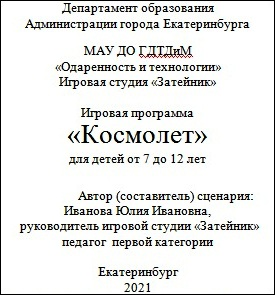 Департамент образования
Администрации города Екатеринбурга
МАУ ДО ГДТДиМ
«Одаренность и технологии»
Игровая студия «Затейник»
Игровая программа
«Космолет»
для детей от 7 до 12 лет
Автор (составитель) сценария:
Иванова Юлия Ивановна,
руководитель игровой студии «Затейник»
педагог первой категории
Екатеринбург
2021